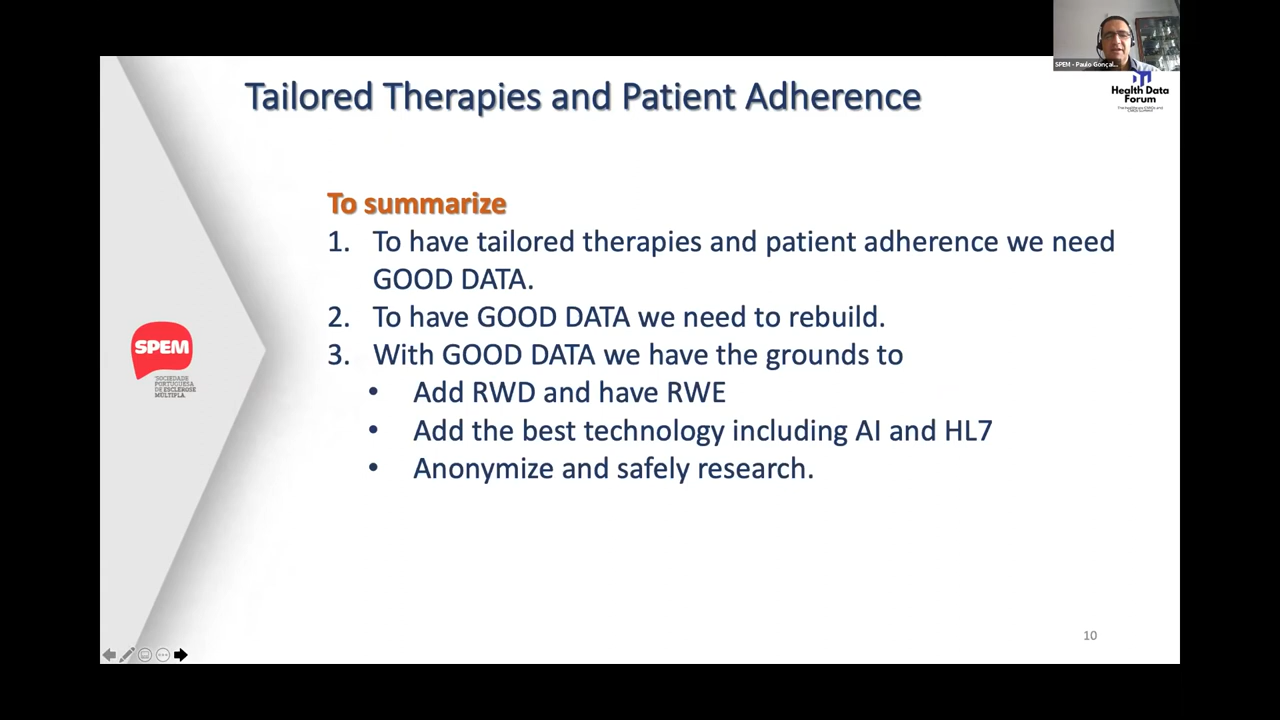 SPEM - Paulo Gonçal...
Health Data
Forum
Tailored Therapies and Patient Adherence
To summarize
1. To have tailored therapies and patient adherence we need
GOOD DATA.
2. To have GOOD DATA we need to rebuild.
3. With GOOD DATA we have the grounds to
• Add RWD and have RWE
• Add the best technology including AI and HL7
• Anonymize and safely research.
SPEM
SOCIEDADE
PORTUGUESA
DE ESCLEROSE
MÚLTIPLA
10